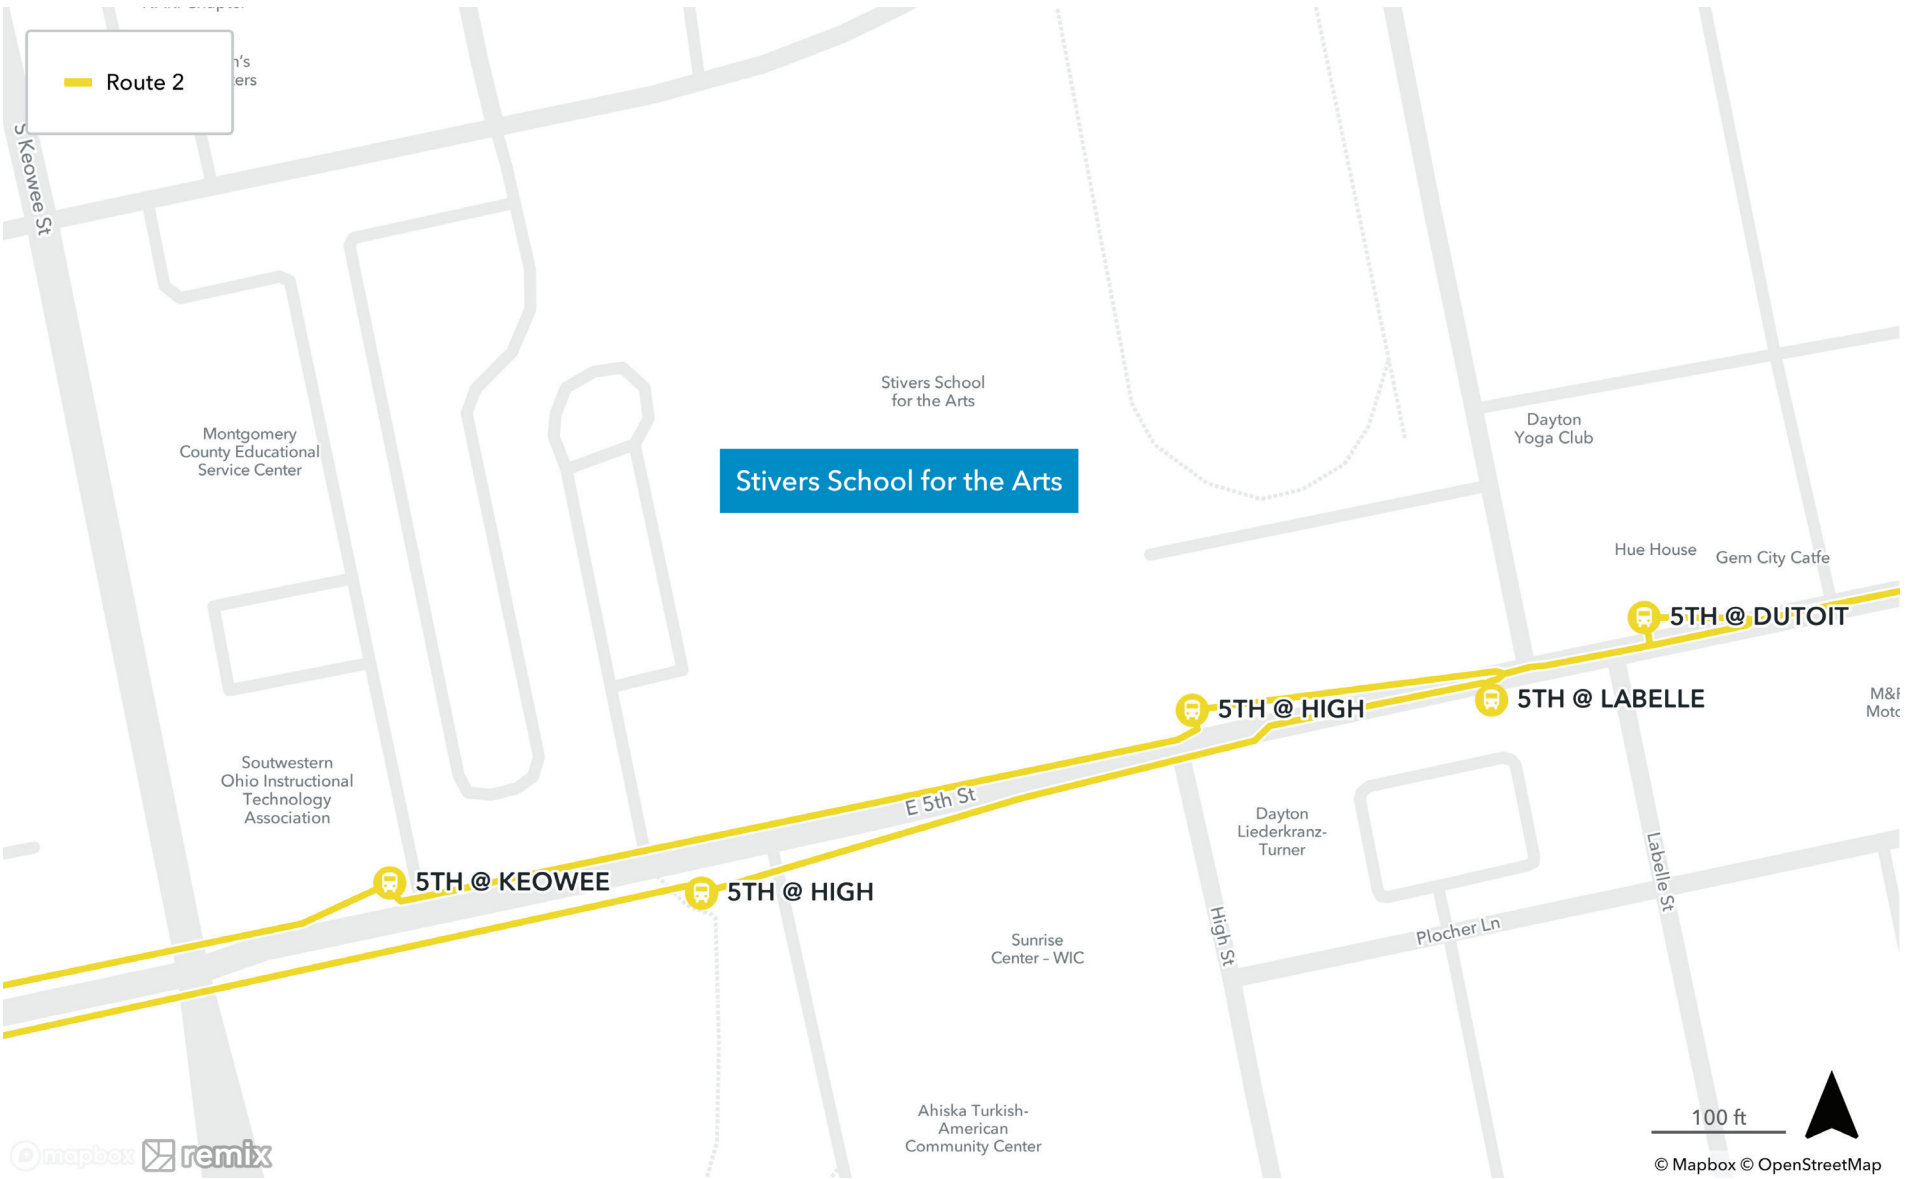 Route 2
n's
ters
S Keowee St
Stivers School
for the Arts
Montgomery
County Educational
Service Center
Stivers School for the Arts
Dayton
Yoga Club
Hue House
Gem City Catfe
5TH @ DUTOIT
5TH @ LABELLE
5TH @ HIGH
M&F
Moto
Soutwestern
Ohio Instructional
Technology
Association
E 5th St
Dayton
Liederkranz-
Turner
Labelle St
5TH @ KEOWEE
5TH @ HIGH
High St
Plocher Ln
Sunrise
Center - WIC
Ahiska Turkish-
American
Community Center
100 ft
mapbox remix
© Mapbox © OpenStreetMap